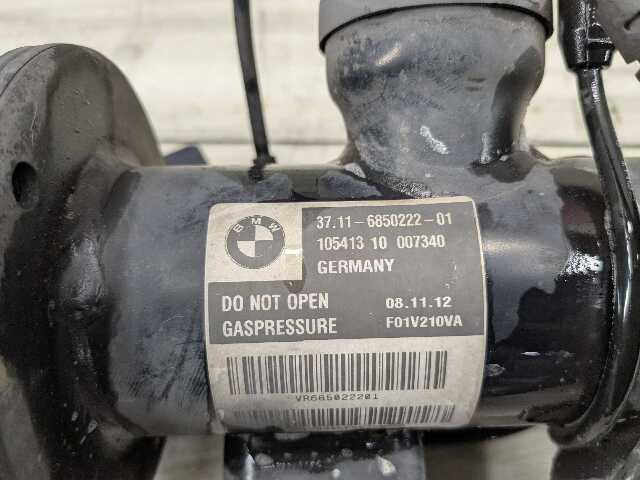 BMW
37.11-6850222-01
105413 10 007340
GERMANY
DO NOT OPEN 08.11.12
GASPRESSURE F01V210VA
VR685022201